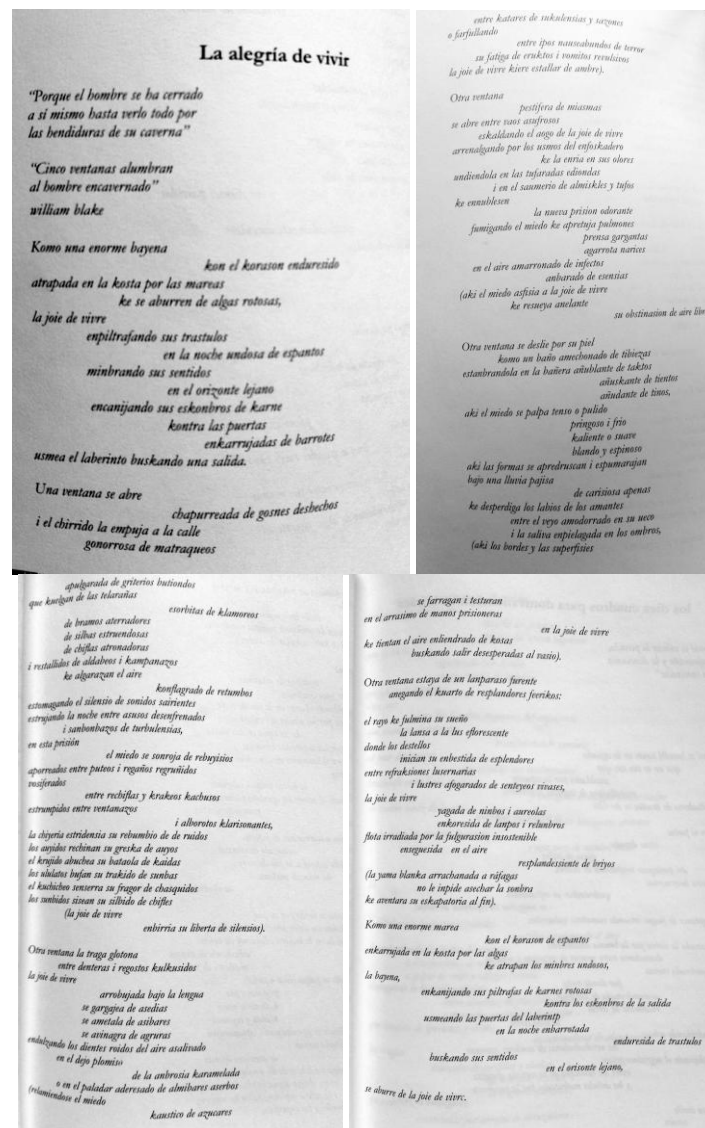 La alegría de vivir
“Porque el hombre se ha cerrado
a sí mismo hasta verlo todo por
las hendiduras de su caverna”
“Cinco ventanas alumbran
al hombre encavernado”
william blake
Komo una enorme bayena
kon el korason enduresido
atrapada en la kosta por las mareas
ke se aburren de algas rotosas,
la joie de vivre
enpiltrafando sus trastulos
en la noche undosa de espantos
minbrando sus sentidos
en el orizonte lejano
encanijando sus eskonbros de karne
kontra las puertas
enkarrujadas de barrotes
usmea el laberinto buskando una salida.
Una ventana se abre
chapurreada de gosnes deshechos
i el chirrido la empuja a la calle
gonorrosa de matraqueos
apulgarada de griterios butiondos
que kuelgan de las telarañas
esorbitas de klamoreos
de bramos aterradores
de silbas estruendosas
de chiflas atronadoras
i restallidos de aldabeos i kampanazos
ke algarazan el aire
konflagrado de retumbos
estomagando el silensio de sonidos sairientes
estrujando la noche entre asusos desenfrenados
i sanbonbazos de turbulensias,
en esta prisión
el miedo se sonroja de rebuyisios
aporreados entre puteos i regaños regruñidos
vosiferados
entre rechiflas y krakeos kachusos
estrunpidos entre ventanazos
i alborotos klarisonantes,
la chiyeria estridensia su rebumbio de de ruidos
los auyidos rechinan su greska de auyos
el krujido abuchea su bataola de kaidas
los ululatos bufan su trakido de sunbas
el kuchicheo senserra su fragor de chasquidos
los sunbidos sisean su silbido de chifles
(la joie de vivre
enbirria su liberta de silensios).
Otra ventana la traga glotona
entre denteras i regostos kulkusidos
la joie de vivre
arrobujada bajo la lengua
se gargajea de asedias
se ametala de asibares
se avinagra de agruras
endulzando los dientes roidos del aire asalivado
en el dejo plomiso
de la anbrosia karamelada
o en el paladar aderesado de almibares aserbos
(relamiendose el miedo
kaustico de azucares
entre katares de sukulensias y sazones
o farfullando
entre ipos nauseabundos de terror
su fatiga de eruktos i vomitos revulsivos
la joie de vivre kiere estallar de ambre).
Otra ventana
pestifera de miasmas
se abre entre vaos asufrosos
eskaldando el aogo de la joie de vivre
arrenalgando por los usmos del enfoskadero
ke la enria en sus olores
undiendola en las tufaradas ediondas
i en el saumerio de almiskles y tufos
ke ennublesen
la nueva prision odorante
fumigando el miedo ke apretuja pulmones
prensa gargantas
agarrota narices
en el aire amarronado de infectos
anbarado de esensias
(aki el miedo asfisia a la joie de vivre
ke resueya anelante
su obstinasion de aire
Otra ventana se deslie por su piel
komo un baño amechonado de tibiezas
estanbrandola en la bañera añublante de taktos
añuskante de tientos
añudante de tinos,
aki el miedo se palpa tenso o pulido
pringoso i frio
kaliente o suave
blando y espinoso
aki las formas se apredruscan i espumarajan
bajo una lluvia pajisa
de carisiosa apenas
ke desperdiga los labios de los amantes
entre el veyo amodorrado en su ueco
i la saliva enpielagada en los ombros,
(aki los bordes y las superfisies
se farragan i testuran
en el arrasimo de manos prisioneras
en la joie de vivre
ke tientan el aire enliendrado de kosas
buskando salir desesperadas al vasio).
Otra ventana estaya de un lanparaso furente
anegando el kuarto de resplandores feerikos:
el rayo ke fulmina su sueño
la lansa a la lus eflorescente
donde los destellos
inician su enbestida de esplendores
entre refraksiones lusernarias
i lustres afogarados de senteyeos vivases,
la joie de vivre
yagada de ninbos i aureolas
enkoresida de lanpos i relunbros
flota irradiada por la fulgurasion insostenible
enseguesida en el aire
resplandessiente de briyos
(la yama blanka arrachanada a ráfagas
no le inpide asechar la sonbra
ke aventura su eskapatoria al fin).
Komo una enorme marea
kon el korason de espantos
enkarrujada en la kosta por las algas
ke atrapan los minbres undosos,
la bayena,
enkanijando sus piltrafas de karnes rotosas
kontra los eskonbros de la salida
usmeando las puertas del laberintp
en la noche enbarrotada
enduresida de trastulos
buskando sus sentidos
en el orisonte lejano,
se aburre de la joie de vivre.